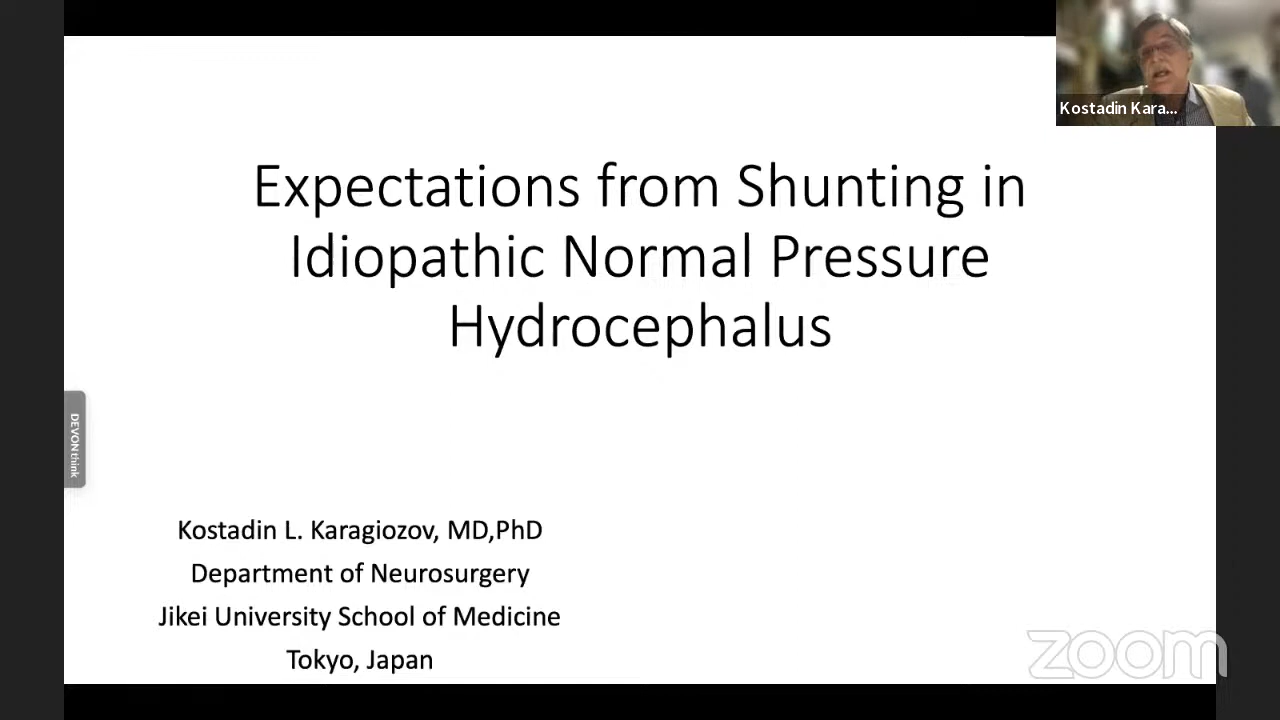 Kostadin Kara...
Expectations from Shunting in
Idiopathic Normal Pressure
Hydrocephalus
DEVONthink
Kostadin L. Karagiozov, MD,PhD
Department of Neurosurgery
Jikei University School of Medicine
Tokyo, Japan
zoom